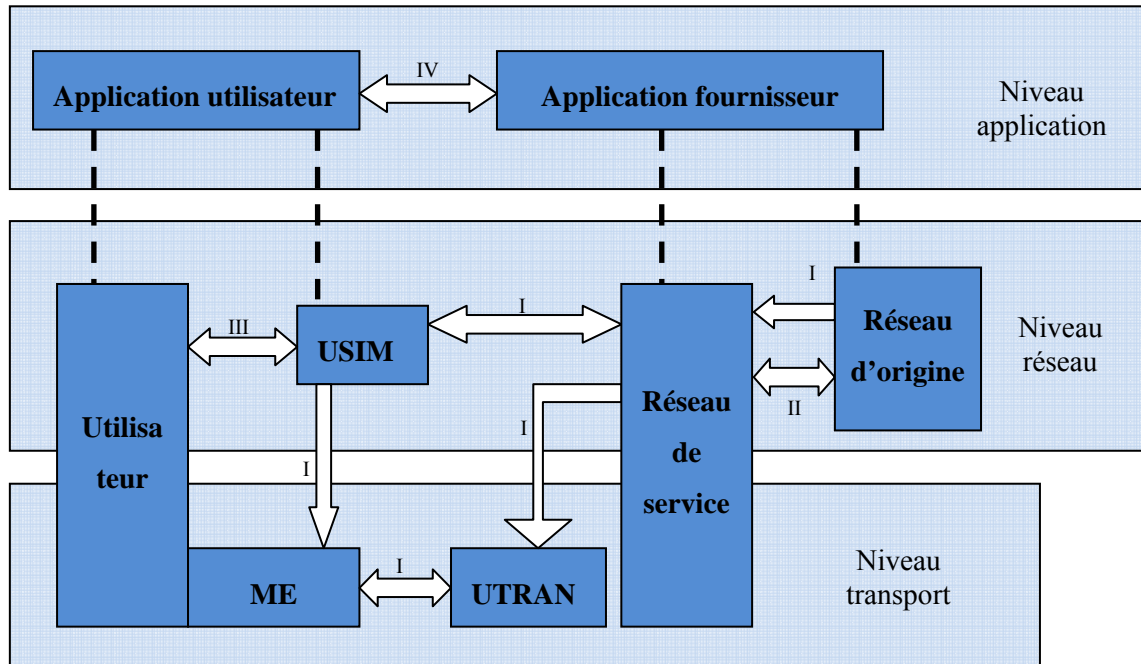 IV
Application utilisateur
Application fournisseur
Niveau
application
I
I
III
USIM
Réseau
d’origine
Niveau
réseau
II
Utilisa
teur
I
I
Réseau
de
service
I
ME
UTRAN
Niveau
transport